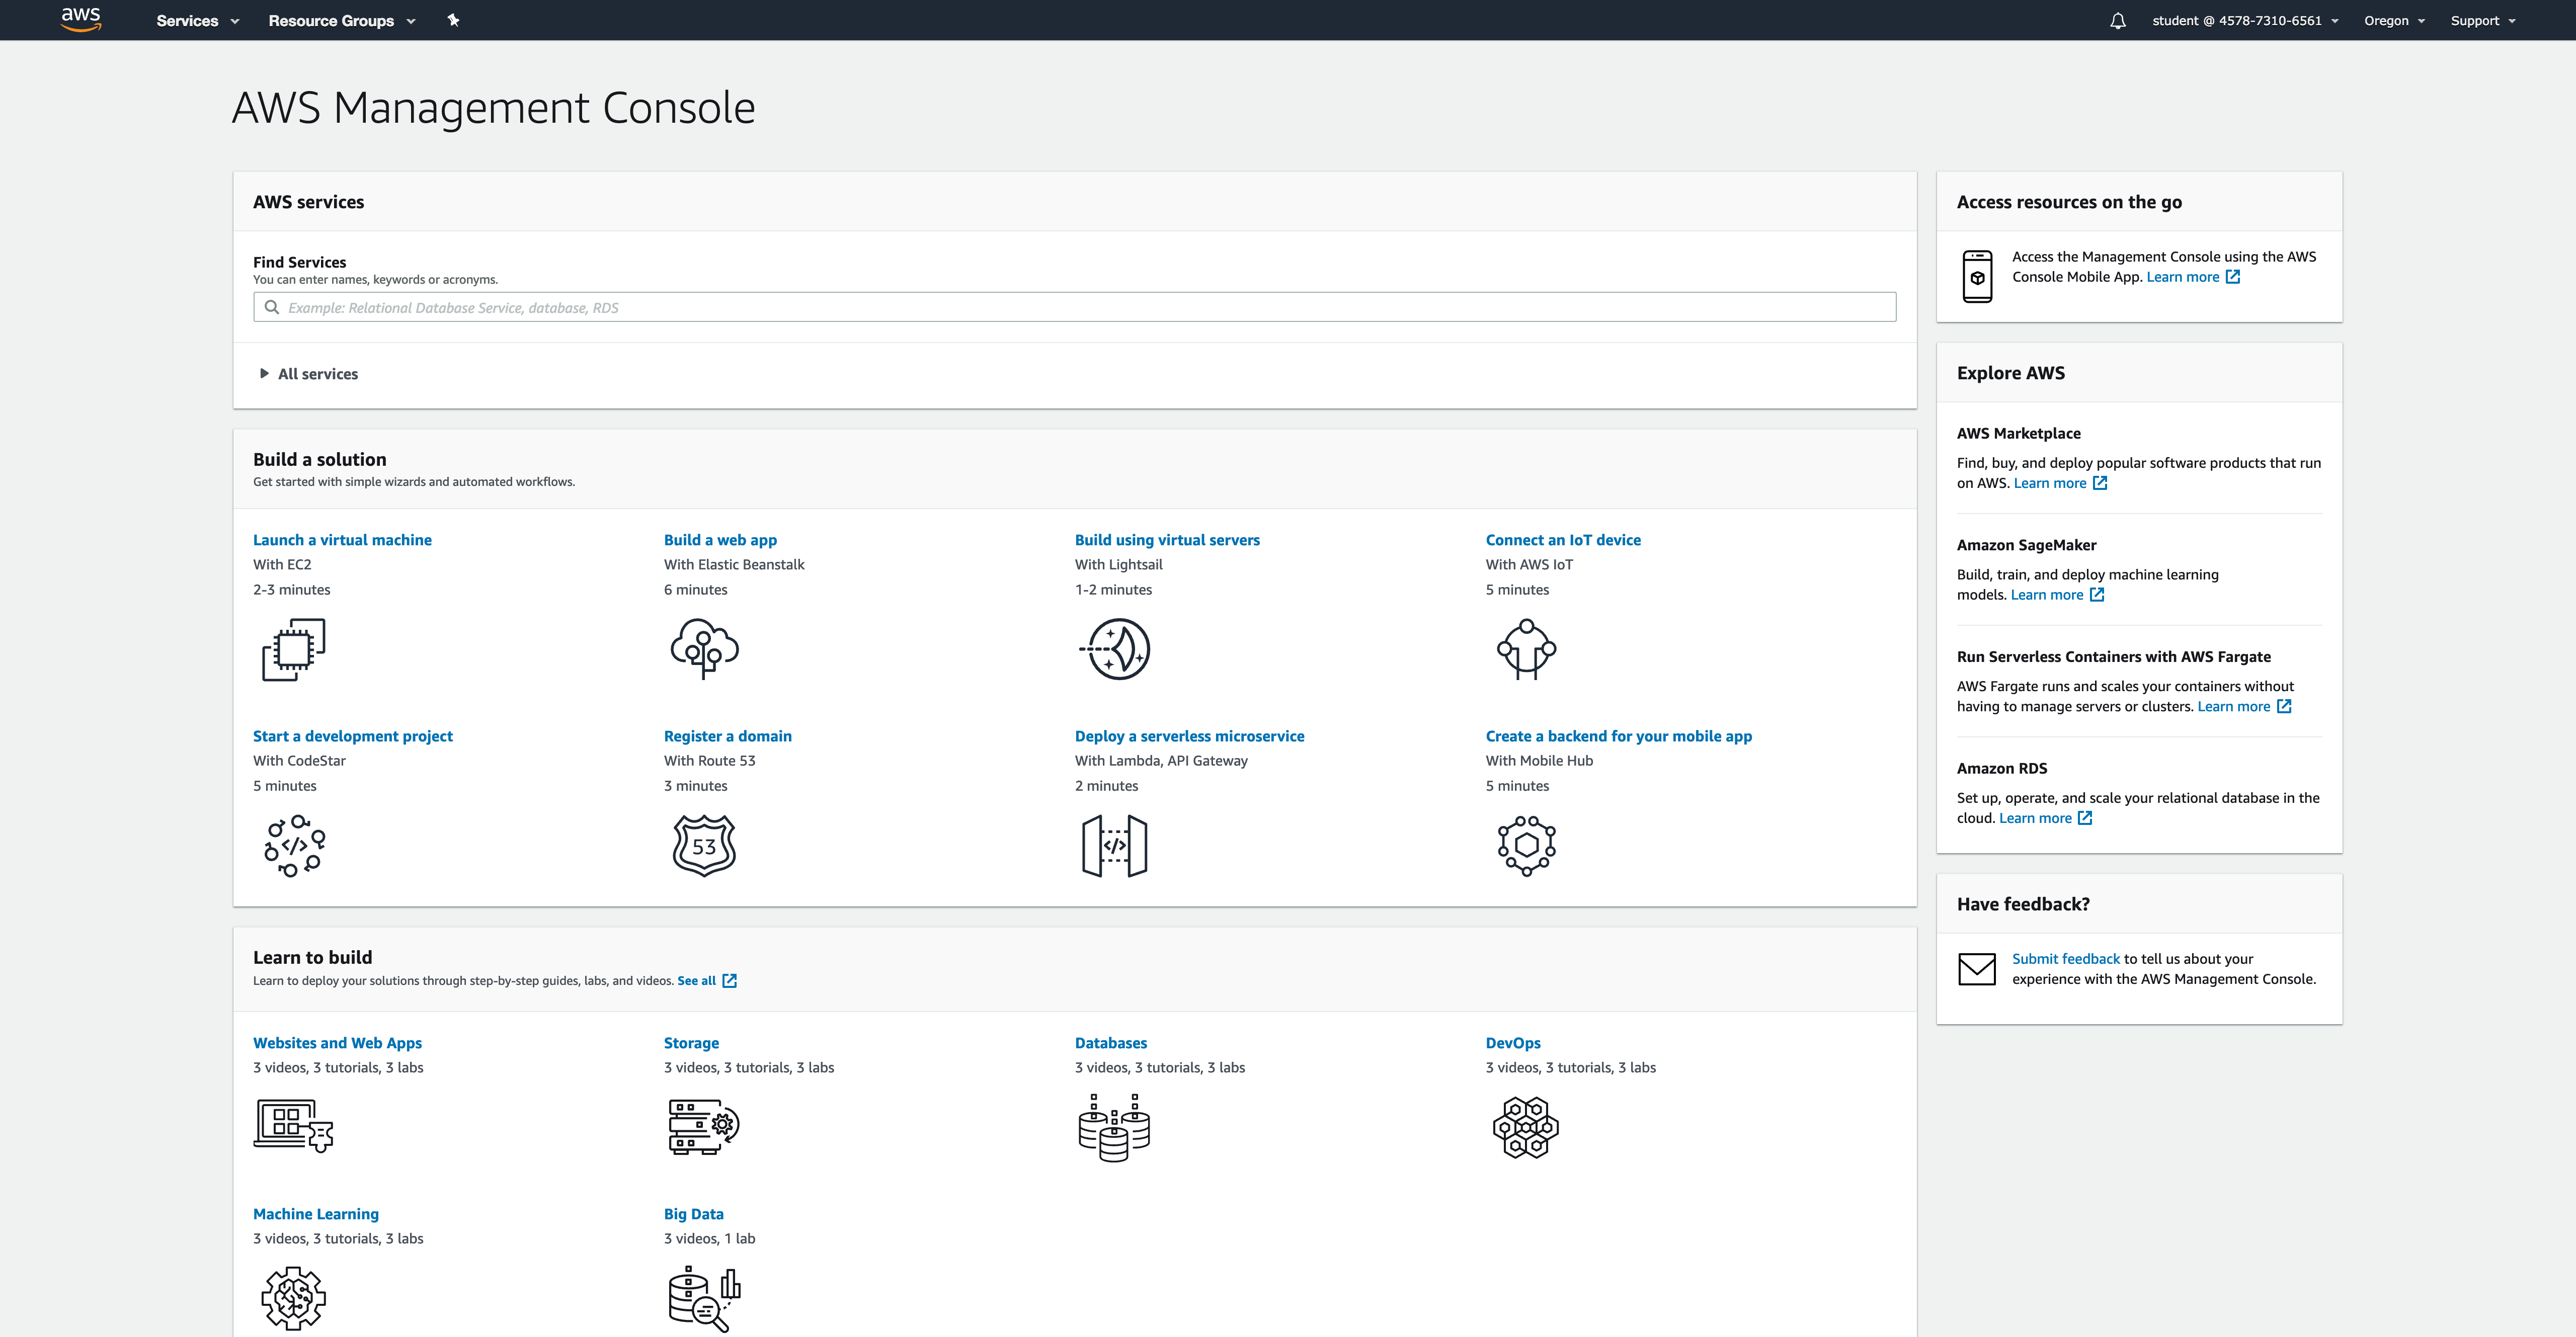 aws
Services
Resource Groups
student @ 4578-7310-6561
Oregon
Support
AWS Management Console
AWS services
Find Services
You can enter names, keywords or acronyms.
Example: Relational Database Service, database, RDS
All services
Build a solution
Get started with simple wizards and automated workflows.
Launch a virtual machine
With EC2
2-3 minutes
Build a web app
With Elastic Beanstalk
6 minutes
Build using virtual servers
With Lightsail
1-2 minutes
Connect an IoT device
With AWS IoT
5 minutes
Start a development project
With CodeStar
5 minutes
Register a domain
With Route 53
3 minutes
53
Deploy a serverless microservice
With Lambda, API Gateway
2 minutes
Create a backend for your mobile app
With Mobile Hub
5 minutes
Learn to build
Learn to deploy your solutions through step-by-step guides, labs, and videos. See all
Websites and Web Apps
3 videos, 3 tutorials, 3 labs
Storage
3 videos, 3 tutorials, 3 labs
Databases
3 videos, 3 tutorials, 3 labs
DevOps
3 videos, 3 tutorials, 3 labs
Machine Learning
3 videos, 3 tutorials, 3 labs
Big Data
3 videos, 1 lab
Access resources on the go
Access the Management Console using the AWS
Console Mobile App. Learn more
Explore AWS
AWS Marketplace
Find, buy, and deploy popular software products that run
on AWS. Learn more
Amazon SageMaker
Build, train, and deploy machine learning
models. Learn more
Run Serverless Containers with AWS Fargate
AWS Fargate runs and scales your containers without
having to manage servers or clusters. Learn more
Amazon RDS
Set up, operate, and scale your relational database in the
cloud. Learn more
Have feedback?
Submit feedback to tell us about your
experience with the AWS Management Console.